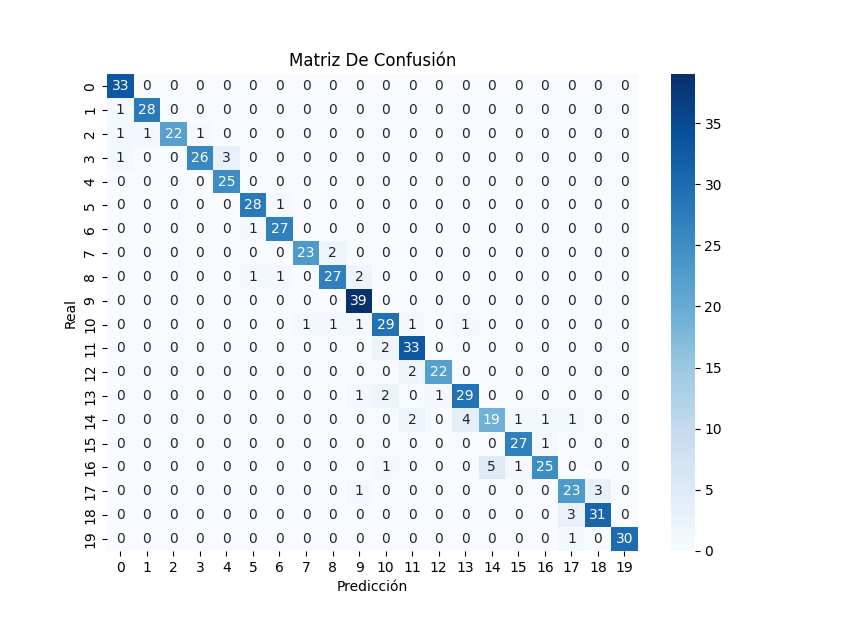 Matriz De Confusión
Real
0 33 0 0 0 0 0 0 0 0 0 0 0 0 0 0 0 0 0 0 0
1 1 28 0 0 0 0 0 0 0 0 0 0 0 0 0 0 0 0 0 0
2 1 1 22 1 0 0 0 0 0 0 0 0 0 0 0 0 0 0 0 0
3 1 0 0 26 3 0 0 0 0 0 0 0 0 0 0 0 0 0 0 0
4 0 0 0 0 25 0 0 0 0 0 0 0 0 0 0 0 0 0 0 0
5 0 0 0 0 0 28 1 0 0 0 0 0 0 0 0 0 0 0 0 0
6 0 0 0 0 0 1 27 0 0 0 0 0 0 0 0 0 0 0 0 0
7 0 0 0 0 0 0 0 23 2 0 0 0 0 0 0 0 0 0 0 0
8 0 0 0 0 0 1 1 0 27 2 0 0 0 0 0 0 0 0 0 0
9 0 0 0 0 0 0 0 0 0 39 0 0 0 0 0 0 0 0 0 0
10 0 0 0 0 0 0 0 1 1 1 29 1 0 1 0 0 0 0 0 0
11 0 0 0 0 0 0 0 0 0 0 2 33 0 0 0 0 0 0 0 0
12 0 0 0 0 0 0 0 0 0 0 0 2 22 0 0 0 0 0 0 0
13 0 0 0 0 0 0 0 0 0 1 2 0 1 29 0 0 0 0 0 0
14 0 0 0 0 0 0 0 0 0 0 0 2 0 4 19 1 1 1 0 0
15 0 0 0 0 0 0 0 0 0 0 0 0 0 0 0 27 1 0 0 0
16 0 0 0 0 0 0 0 0 0 0 1 0 0 0 5 1 25 0 0 0
17 0 0 0 0 0 0 0 0 0 1 0 0 0 0 0 0 0 23 3 0
18 0 0 0 0 0 0 0 0 0 0 0 0 0 0 0 0 0 3 31 0
19 0 0 0 0 0 0 0 0 0 0 0 0 0 0 0 0 0 1 0 30
0 1 2 3 4 5 6 7 8 9 10 11 12 13 14 15 16 17 18 19
Predicción
35
30
25
20
15
10
5
0